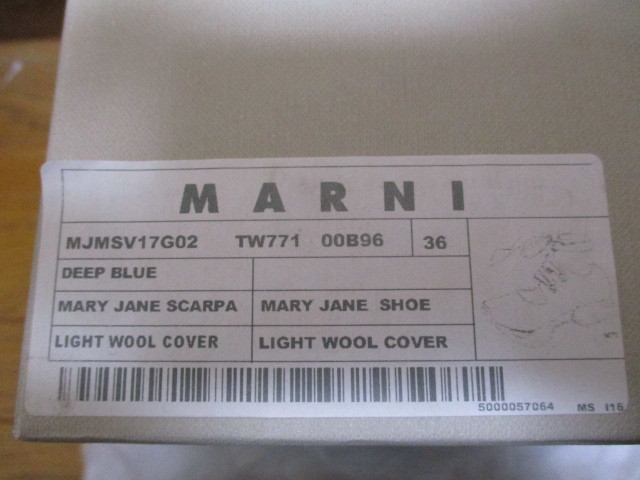 MARNI
MJMSV17G02 TW771 00B96 36
DEEP BLUE
MARY JANE SCARPA MARY JANE SHOE
LIGHT WOOL COVER LIGHT WOOL COVER
5000057064 MS I15